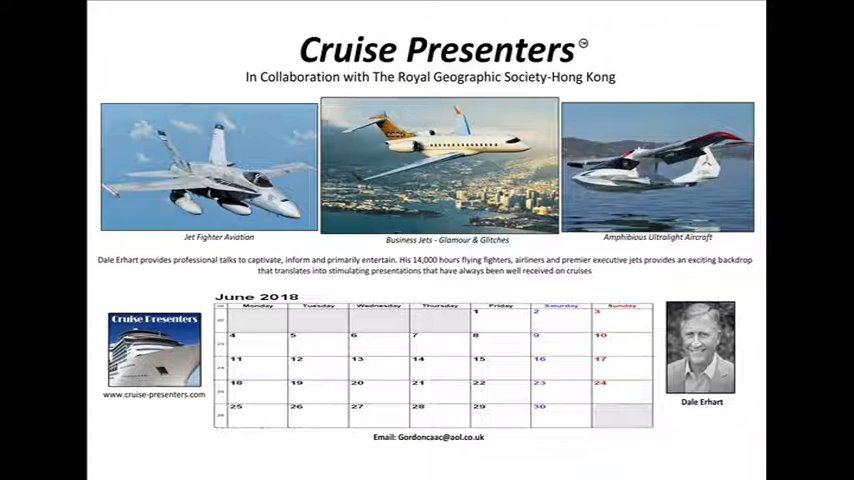 Cruise Presenters
In Collaboration with The Royal Geographic Society-Hong Kong
Jet Fighter Aviation
Business Jets - Glamour & Glitches
Amphibious Ultralight Aircraft
Dale Erhart provides professional talks to captivate, inform and primarily entertain. His 14,000 hours flying fighters, airliners and premier executive jets provides an exciting backdrop
that translates into stimulating presentations that have always been well received on cruises
June 2018
Monday Tuesday Wednesday Thursday Friday Saturday Sunday
1 2 3
4 5 6 7 8 9 10
11 12 13 14 15 16 17
18 19 20 21 22 23 24
25 26 27 28 29 30
Cruise Presenters
www.cruise-presenters.com
Dale Erhart
Email: Gordoncaac@aol.co.uk